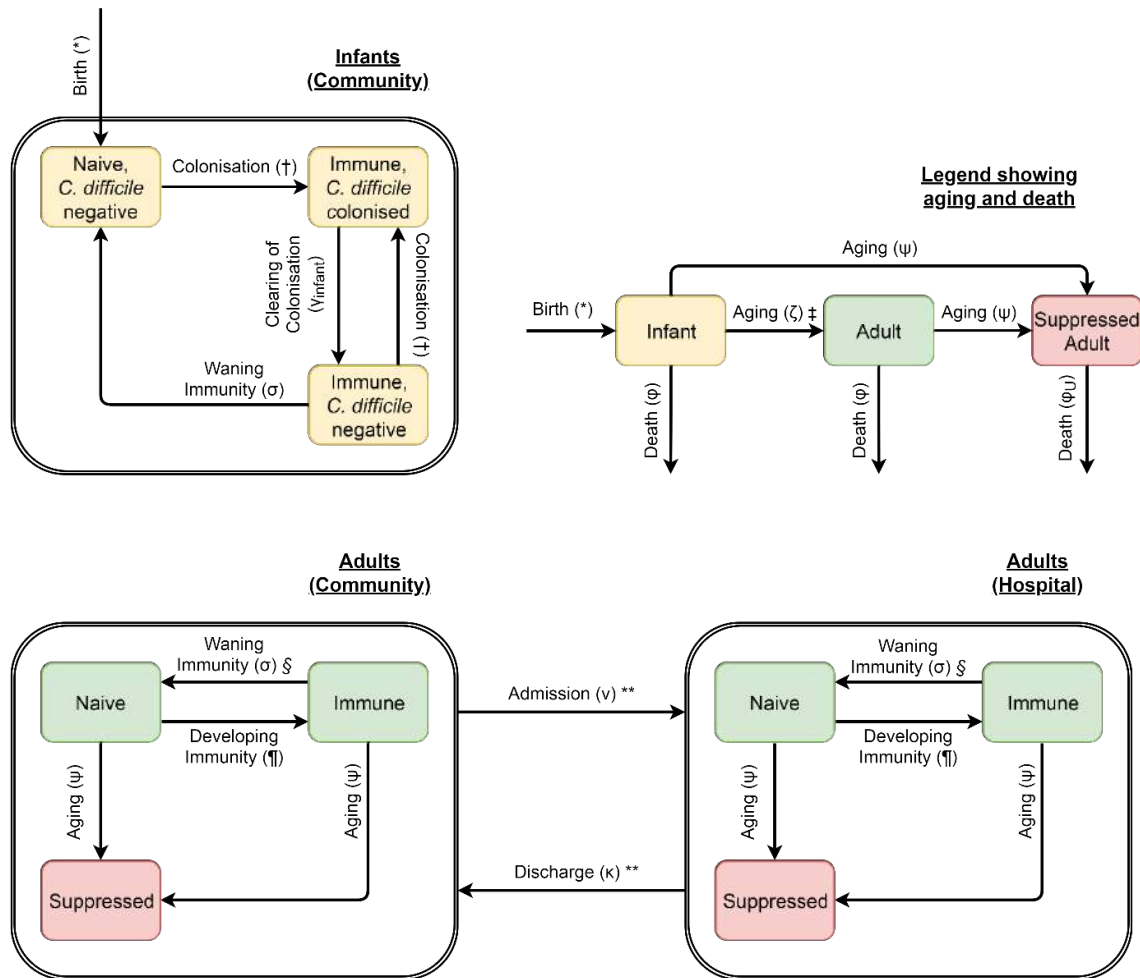 Birth (*)
Infants
(Community)
Naive,
C. difficile
negative
Colonisation (†)
Immune,
C. difficile
colonised
Clearing of
Colonisation
(γinfant)
Colonisation (†)
Waning
Immunity (σ)
Immune,
C. difficile
negative
Legend showing
aging and death
Aging (ψ)
Birth (*)
Infant
Aging (ζ) ‡
Adult
Aging (ψ)
Suppressed
Adult
Death (φ)
Death (φ)
Death (φU)
Adults
(Community)
Waning
Immunity (σ) §
Naive
Immune
Developing
Immunity (¶)
Aging (ψ)
Aging (ψ)
Suppressed
Admission (ν) **
Discharge (κ) **
Adults
(Hospital)
Waning
Immunity (σ) §
Naive
Immune
Developing
Immunity (¶)
Aging (ψ)
Aging (ψ)
Suppressed